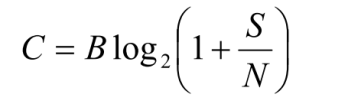 C = B log₂(1 + S/N)